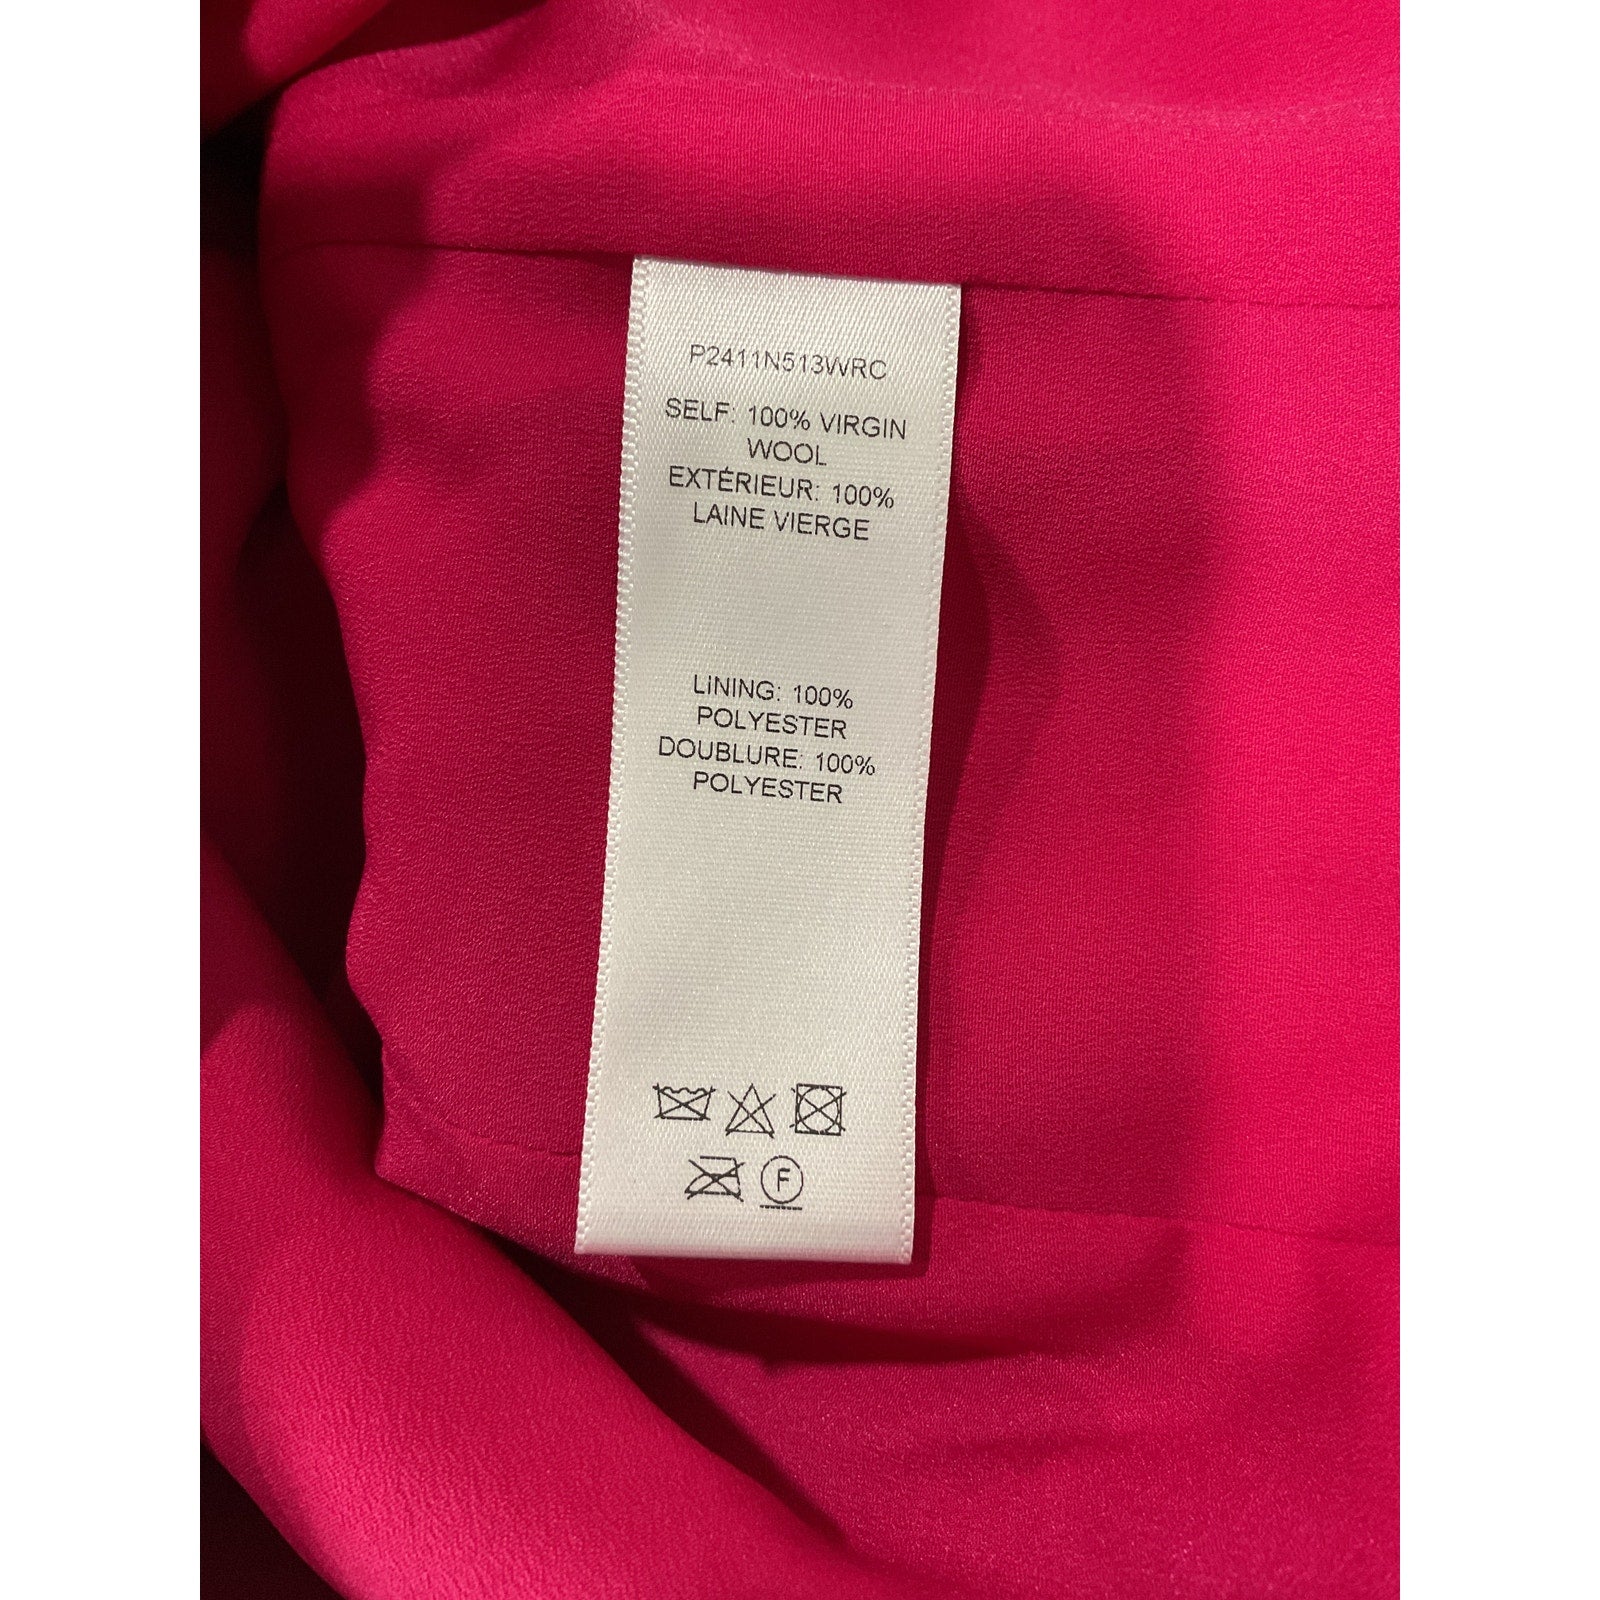 P2411N513WRC
SELF: 100% VIRGIN
WOOL
EXTÉRIEUR: 100%
LAINE VIERGE
LINING: 100%
POLYESTER
DOUBLURE: 100%
POLYESTER
F